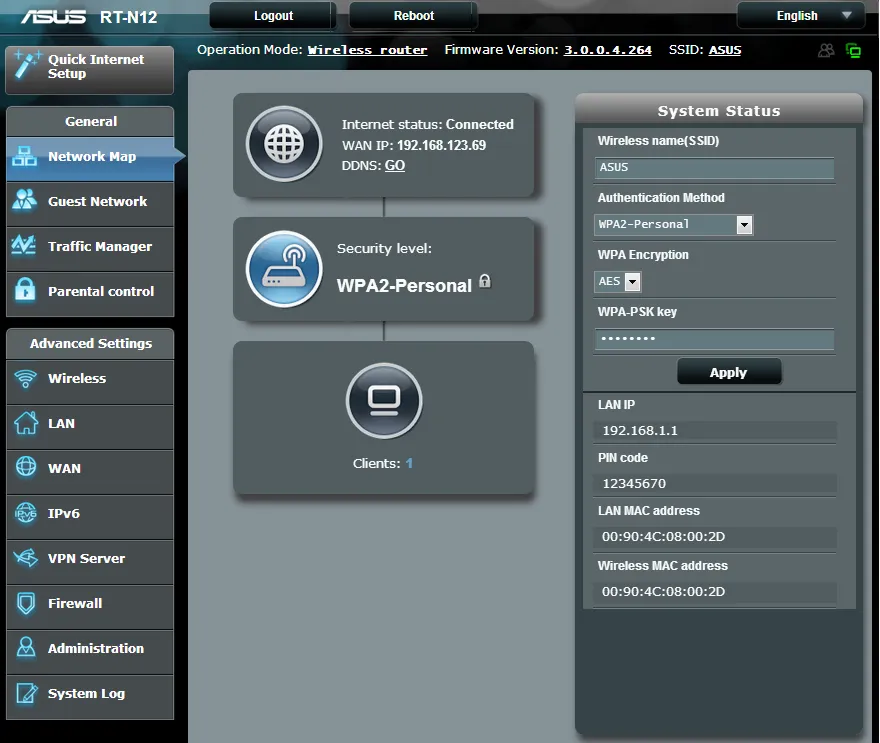 ASUS RT-N12
Logout
Reboot
English
Operation Mode: Wireless router Firmware Version: 3.0.0.4.264 SSID: ASUS
Quick Internet
Setup
General
Network Map
Guest Network
Traffic Manager
Parental control
Advanced Settings
Wireless
LAN
WAN
IPv6
VPN Server
Firewall
Administration
System Log
Internet status: Connected
WAN IP: 192.168.123.69
DDNS: GO
Security level:
WPA2-Personal
Clients: 1
System Status
Wireless name(SSID)
ASUS
Authentication Method
WPA2-Personal
WPA Encryption
AES
WPA-PSK key
••••••••
Apply
LAN IP
192.168.1.1
PIN code
12345670
LAN MAC address
00:90:4C:08:00:2D
Wireless MAC address
00:90:4C:08:00:2D